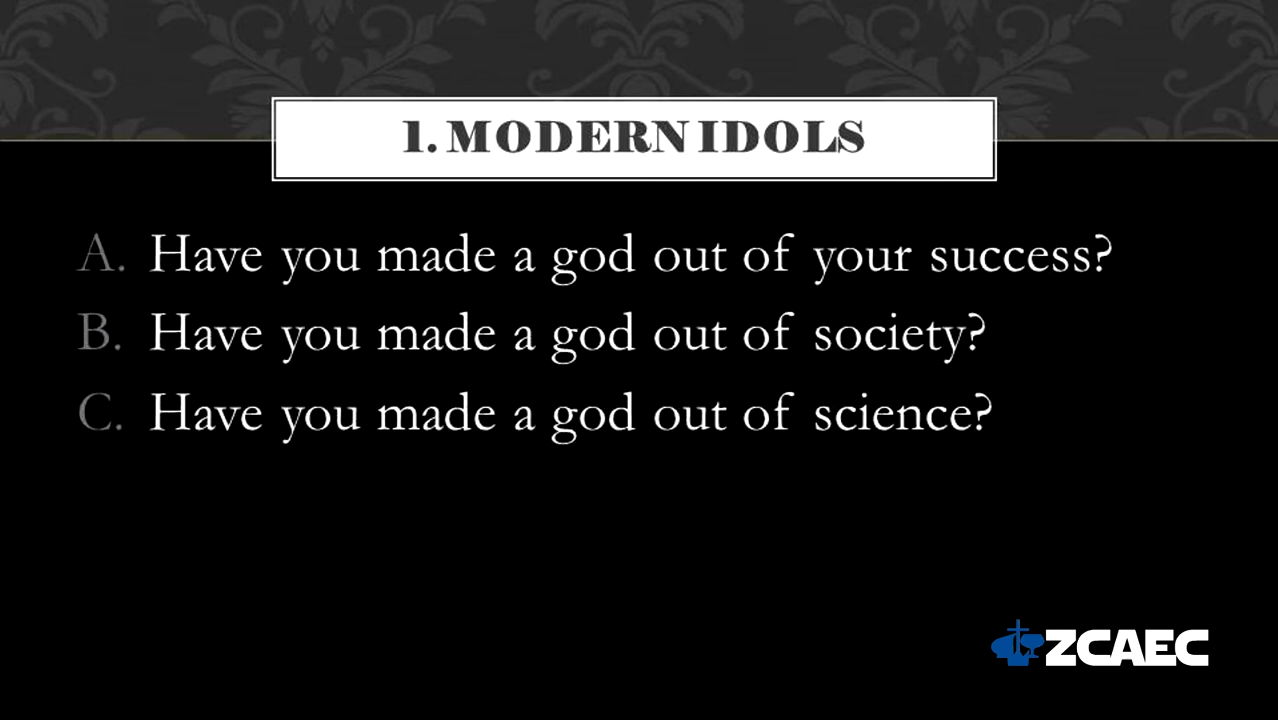 1. MODERN IDOLS
A. Have you made a god out of your success?
B. Have you made a god out of society?
C. Have you made a god out of science?
ZCAEC